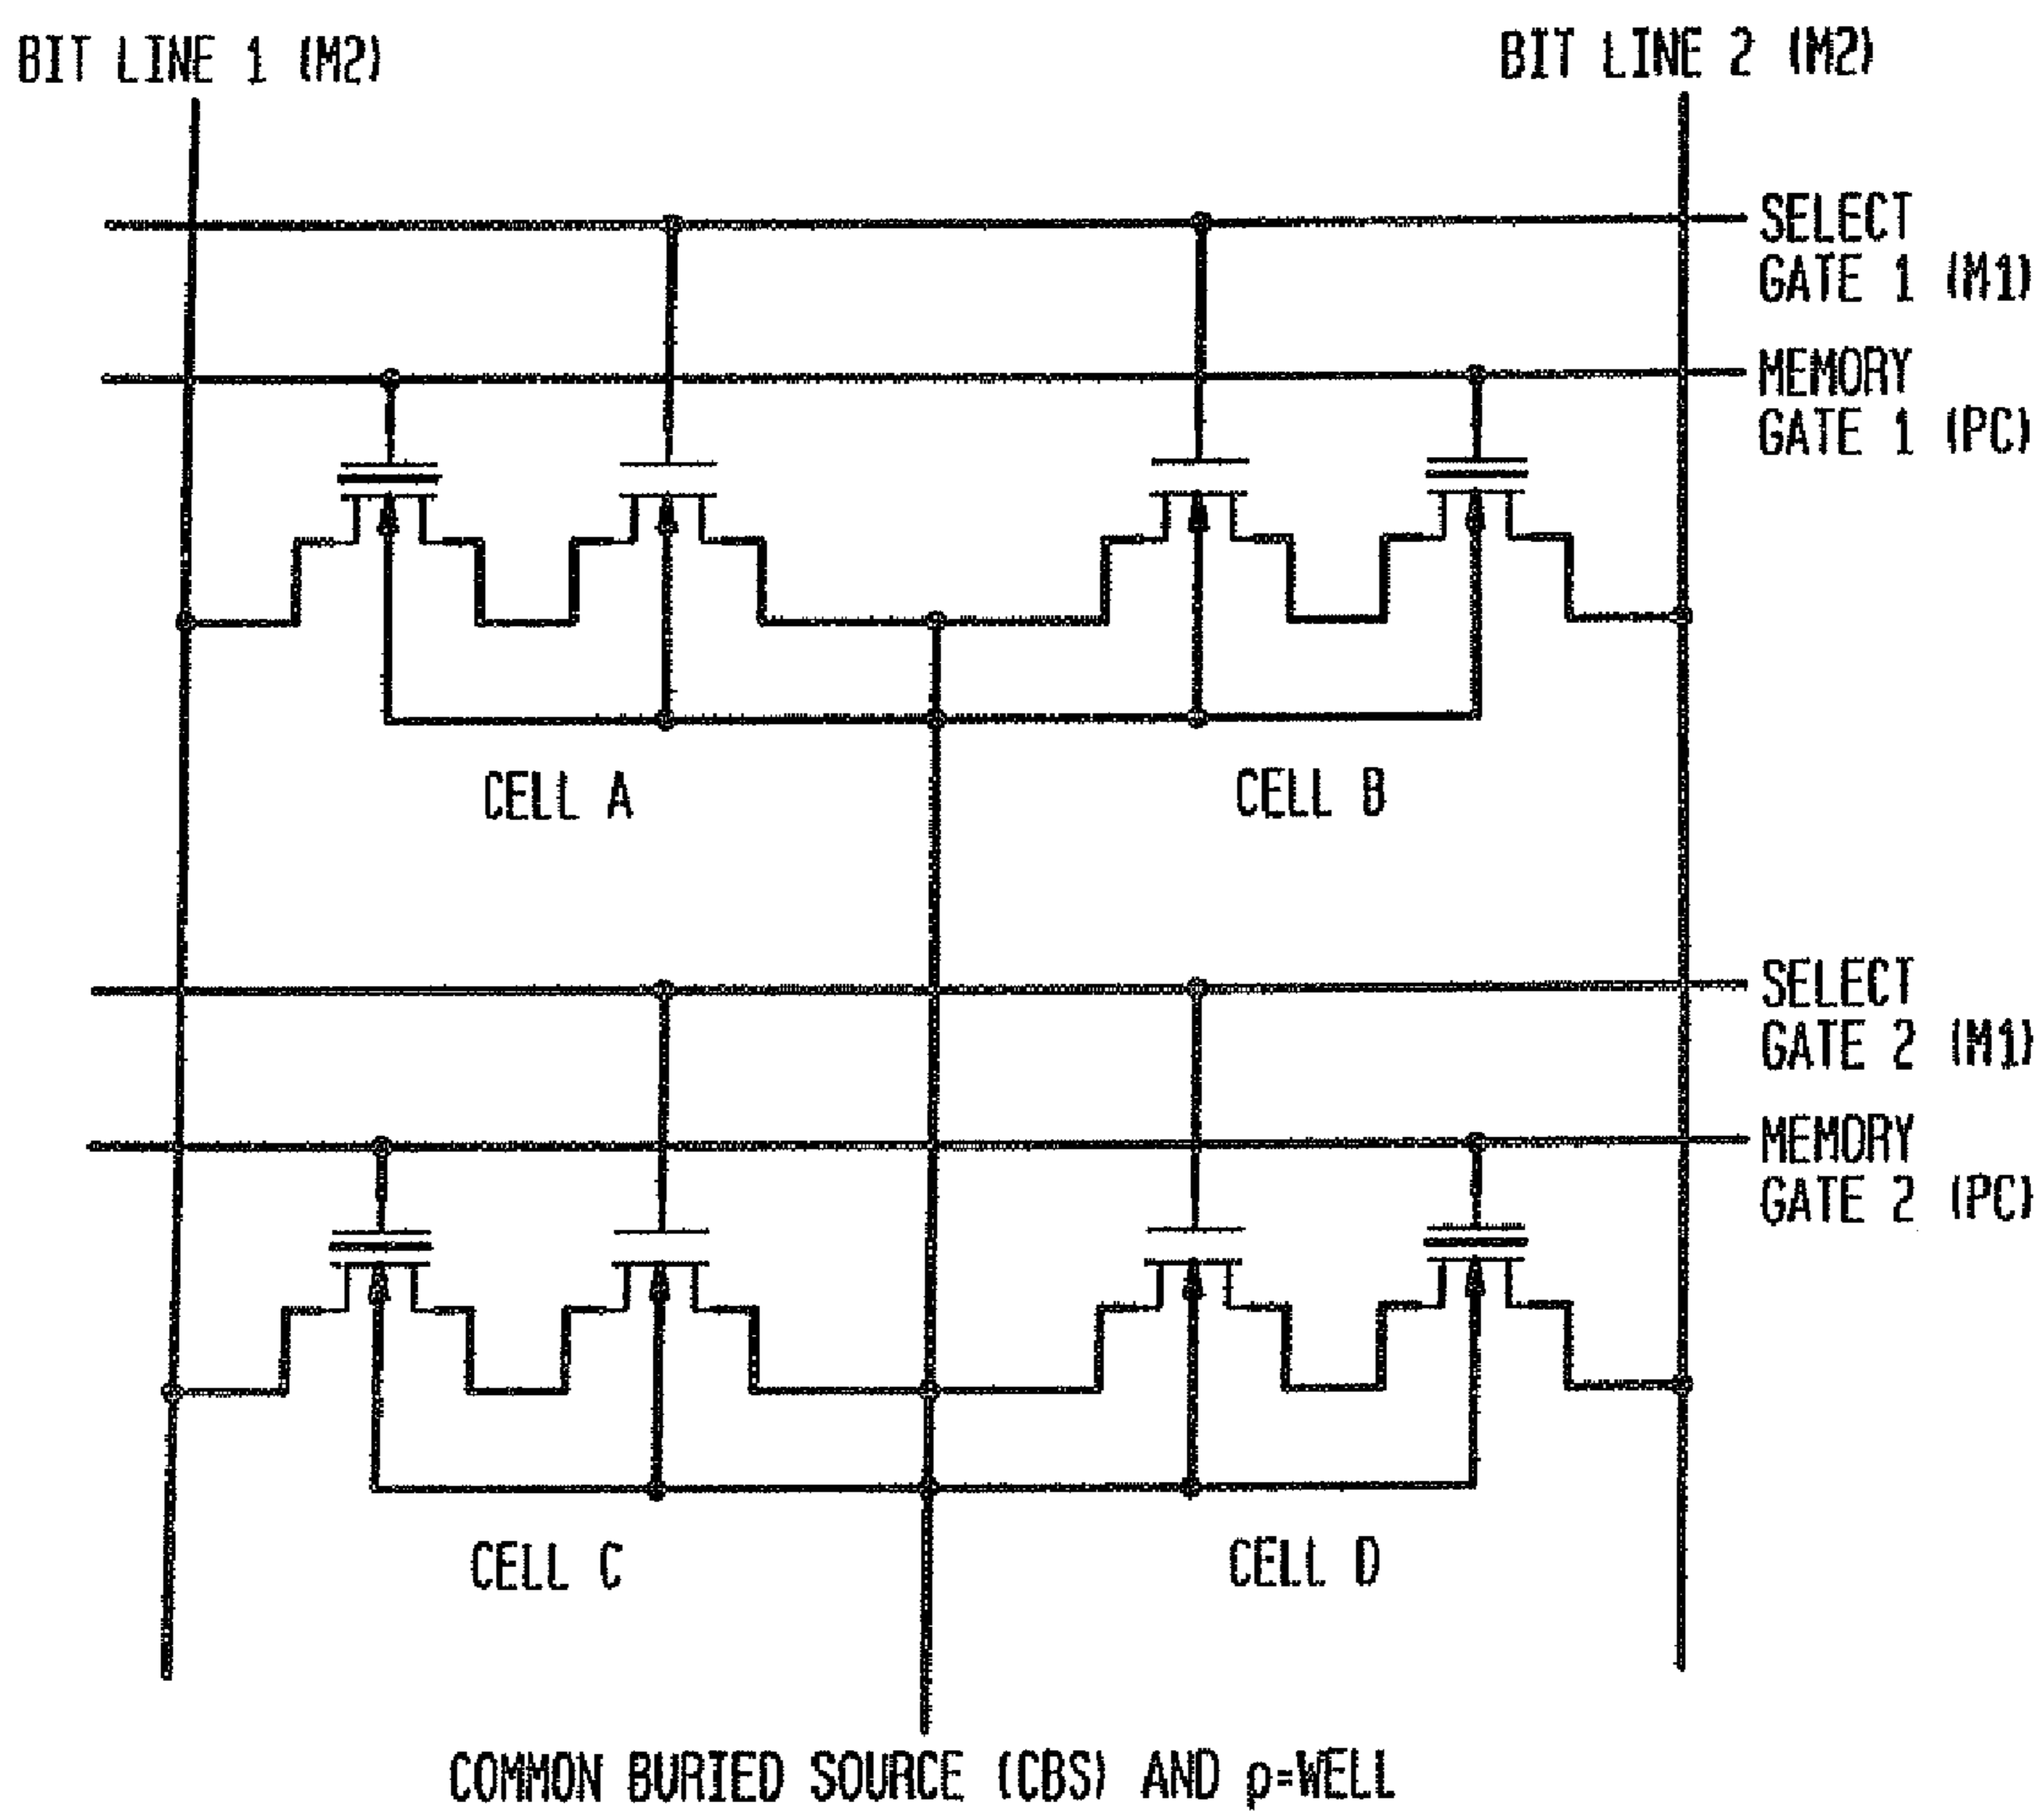 BIT LINE 1 (M2)
BIT LINE 2 (M2)
SELECT
GATE 1 (M1)
MEMORY
GATE 1 (PC)
CELL A
CELL B
SELECT
GATE 2 (M1)
MEMORY
GATE 2 (PC)
CELL C
CELL D
COMMON BURIED SOURCE (CBS) AND ρ=WELL